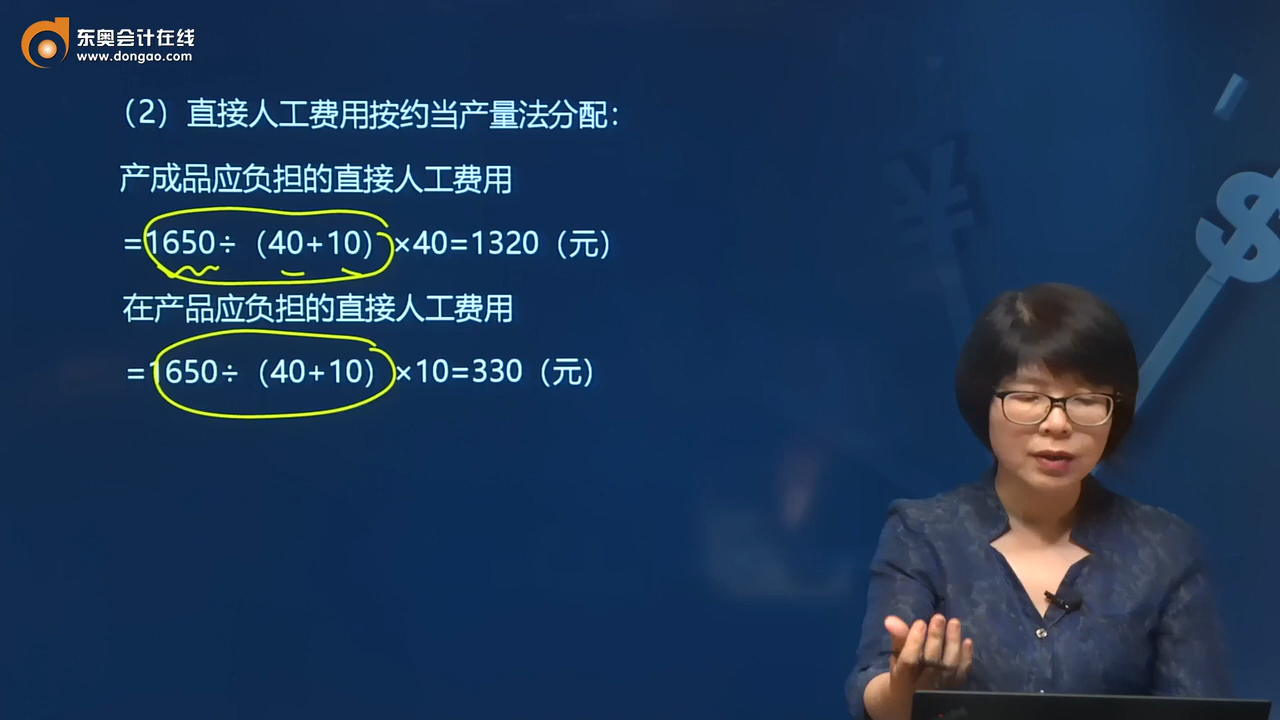 东奥会计在线
www.dongao.com
（2）直接人工费用按约当产量法分配：
产成品应负担的直接人工费用
=1650÷（40+10）×40=1320（元）
在产品应负担的直接人工费用
=1650÷（40+10）×10=330（元）